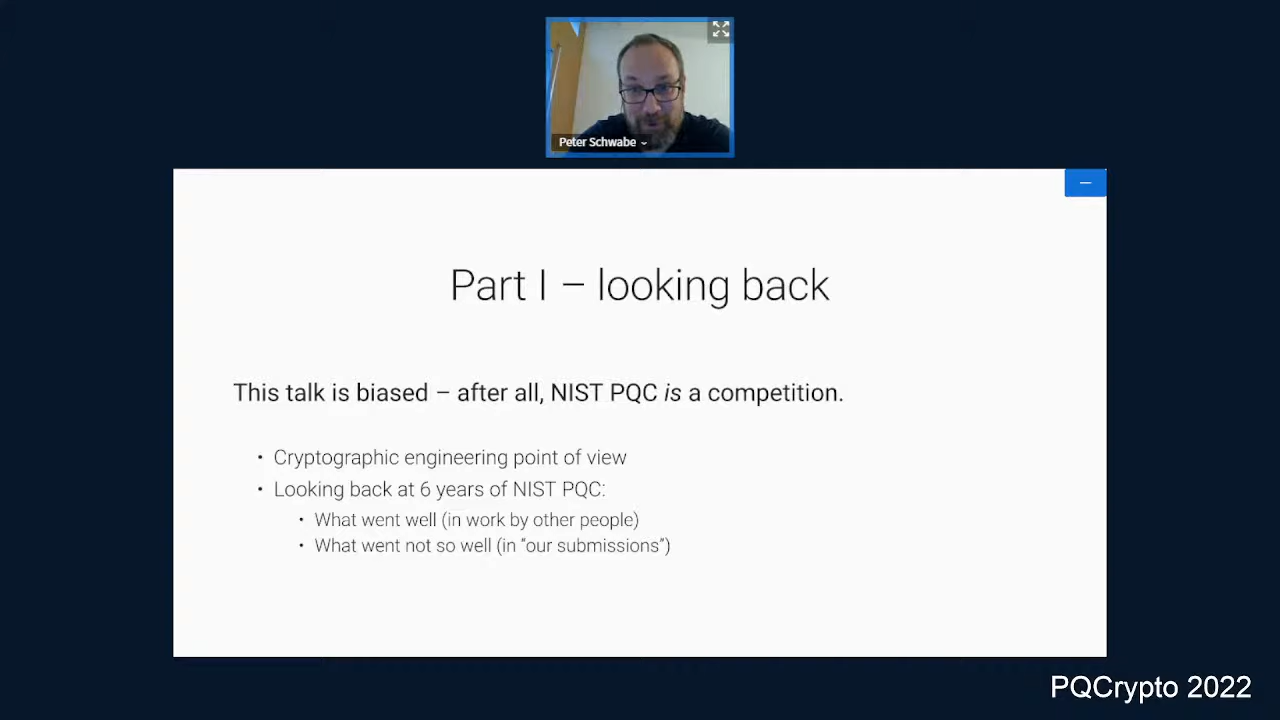 Peter Schwabe
Part I – looking back
This talk is biased – after all, NIST PQC is a competition.
• Cryptographic engineering point of view
• Looking back at 6 years of NIST PQC:
• What went well (in work by other people)
• What went not so well (in “our submissions”)
PQCrypto 2022